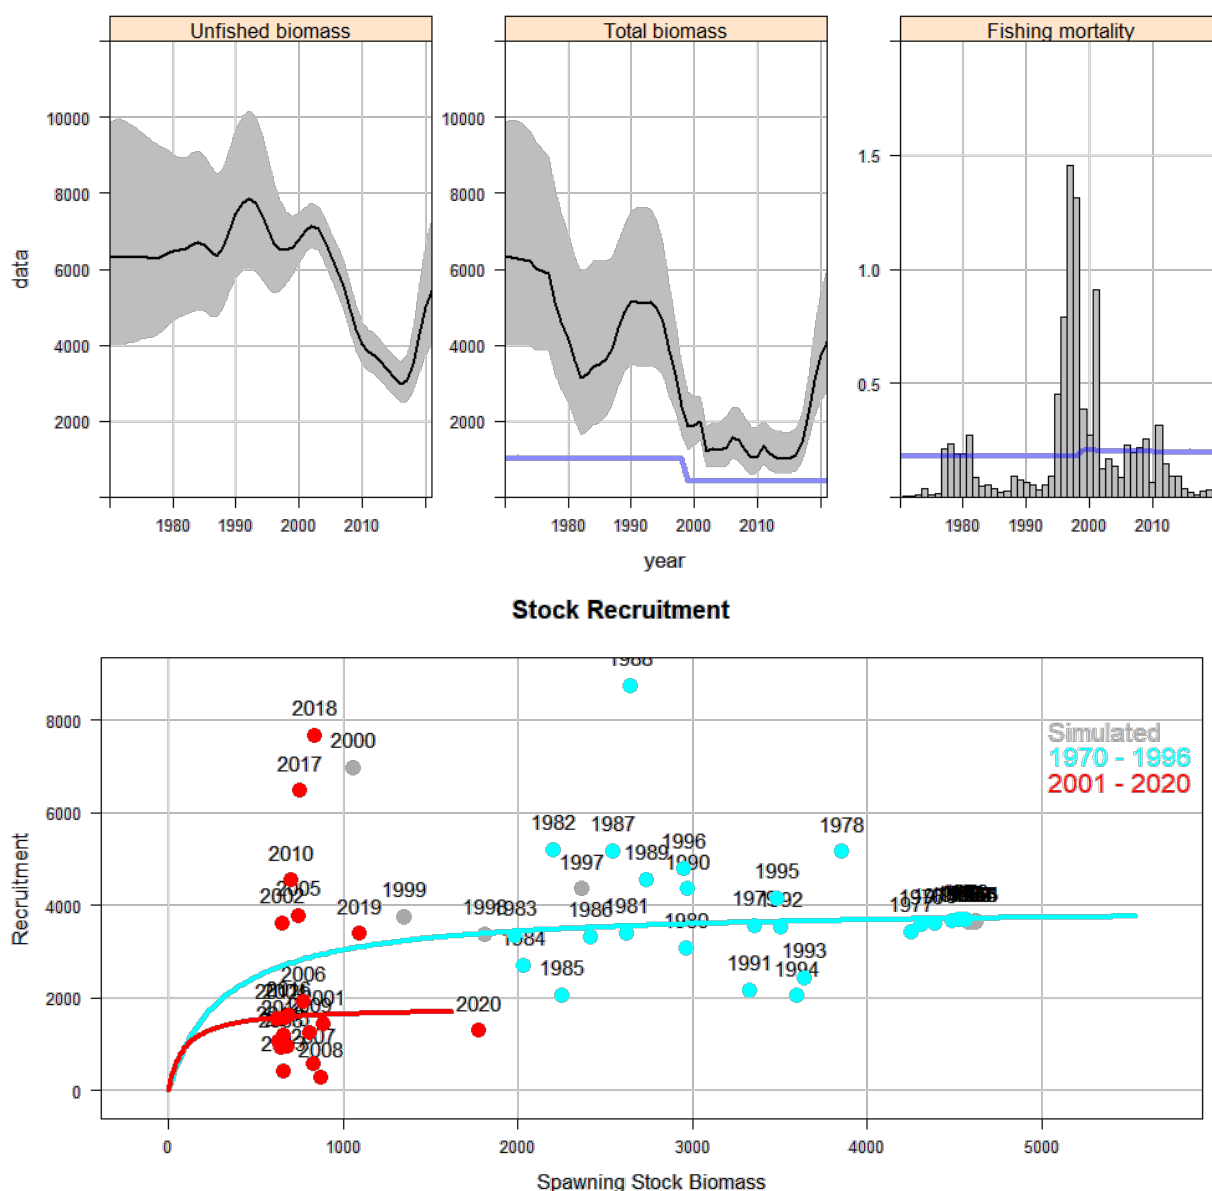 Unfished biomass
Total biomass
Fishing mortality
10000
8000
6000
4000
2000
data
1980 1990 2000 2010
10000
8000
6000
4000
2000
1980 1990 2000 2010
1.5
1.0
0.5
1980 1990 2000 2010
year
Stock Recruitment
Recruitment
8000
6000
4000
2000
0
1988
2018
2000
2017
Simulated
1970 - 1996
2001 - 2020
1982 1987 1978
1996
2010 1997 1989 1990
2005 1995
2002 1999
2019 1998 1983 1986 1981 1992
1977
1980
1984
1993
1985 1991 1994
2006
2001
2009
2020
2007
2008
0 1000 2000 3000 4000 5000
Spawning Stock Biomass